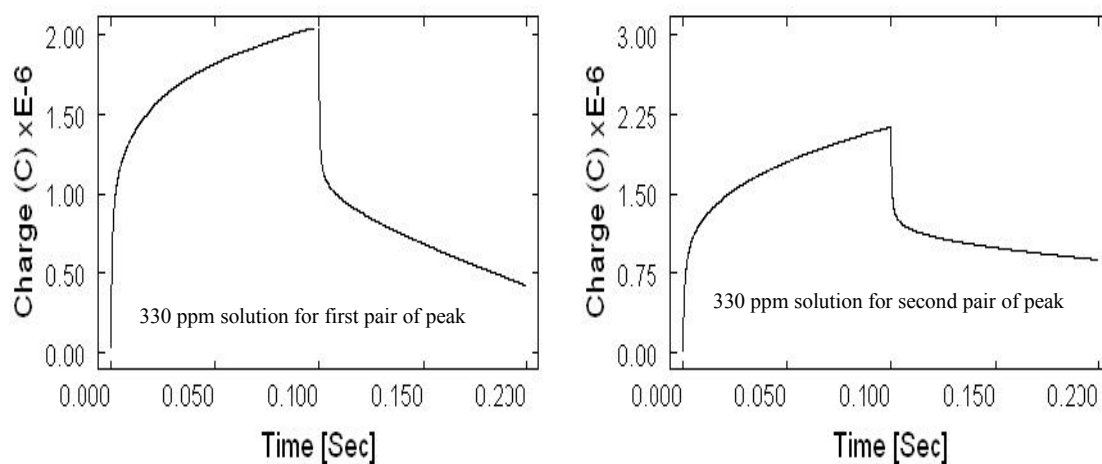 Charge (C) xE-6
2.00
1.50
1.00
0.50
0.00
330 ppm solution for first pair of peak
0.000 0.050 0.100 0.150 0.200
Time [Sec]
Charge (C) xE-6
3.00
2.25
1.50
0.75
0.00
330 ppm solution for second pair of peak
0.000 0.050 0.100 0.150 0.200
Time [Sec]